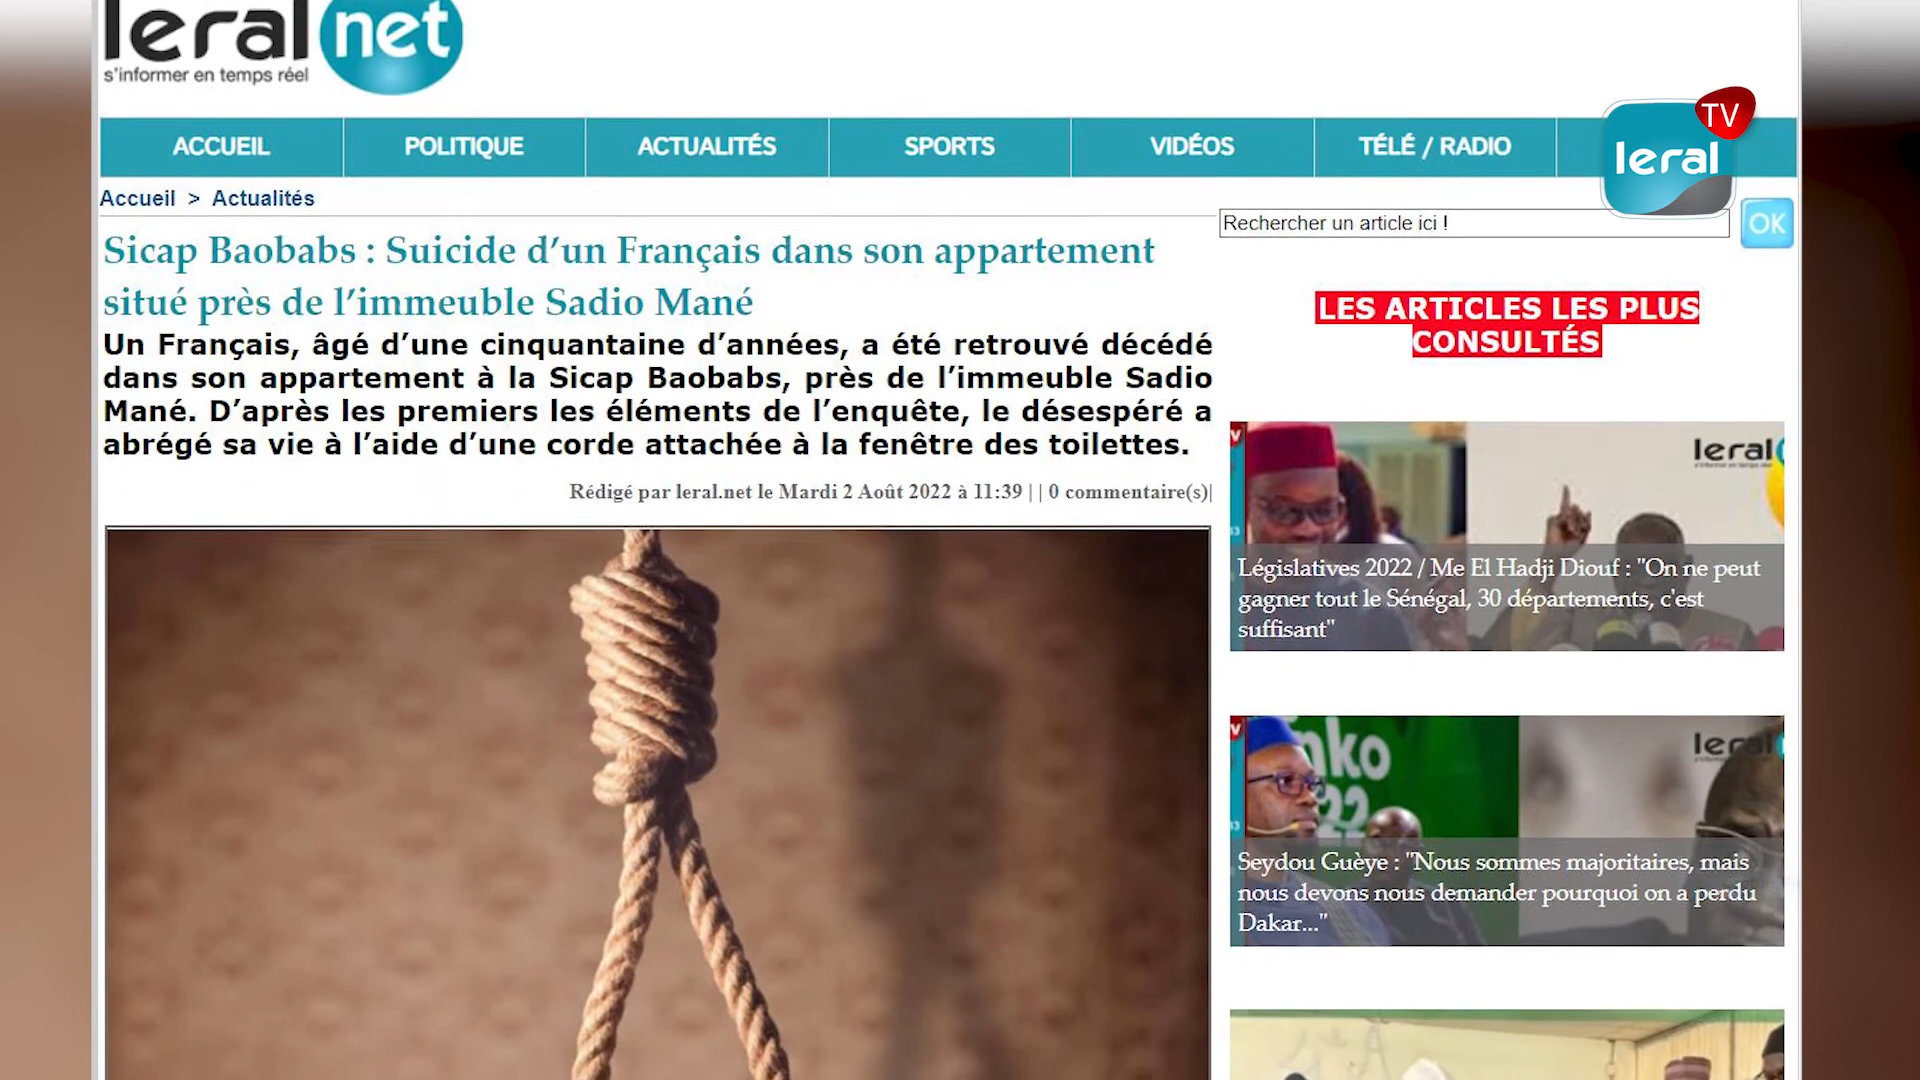 leral net
s'informer en temps réel
TV
leral
ACCUEIL POLITIQUE ACTUALITÉS SPORTS VIDÉOS TÉLÉ / RADIO
Accueil > Actualités
Rechercher un article ici !
OK
Sicap Baobabs : Suicide d’un Français dans son appartement
situé près de l’immeuble Sadio Mané
Un Français, âgé d’une cinquantaine d’années, a été retrouvé décédé
dans son appartement à la Sicap Baobabs, près de l’immeuble Sadio
Mané. D’après les premiers les éléments de l’enquête, le désespéré a
abrégé sa vie à l’aide d’une corde attachée à la fenêtre des toilettes.
Rédigé par leral.net le Mardi 2 Août 2022 à 11:39 | | 0 commentaire(s)|
LES ARTICLES LES PLUS
CONSULTÉS
leral
Législatives 2022 / Me El Hadji Diouf : "On ne peut
gagner tout le Sénégal, 30 départements, c'est
suffisant"
nko
22
leral
Seydou Guèye : "Nous sommes majoritaires, mais
nous devons nous demander pourquoi on a perdu
Dakar..."